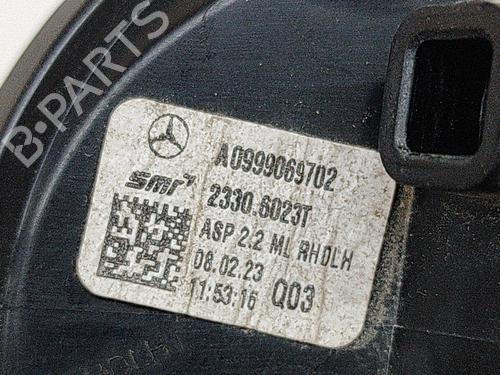 B-PARTS
A0999069702
smr
2330.6023T
ASP 2.2 ML RHDLH
08.02.23
11:53:16 Q03